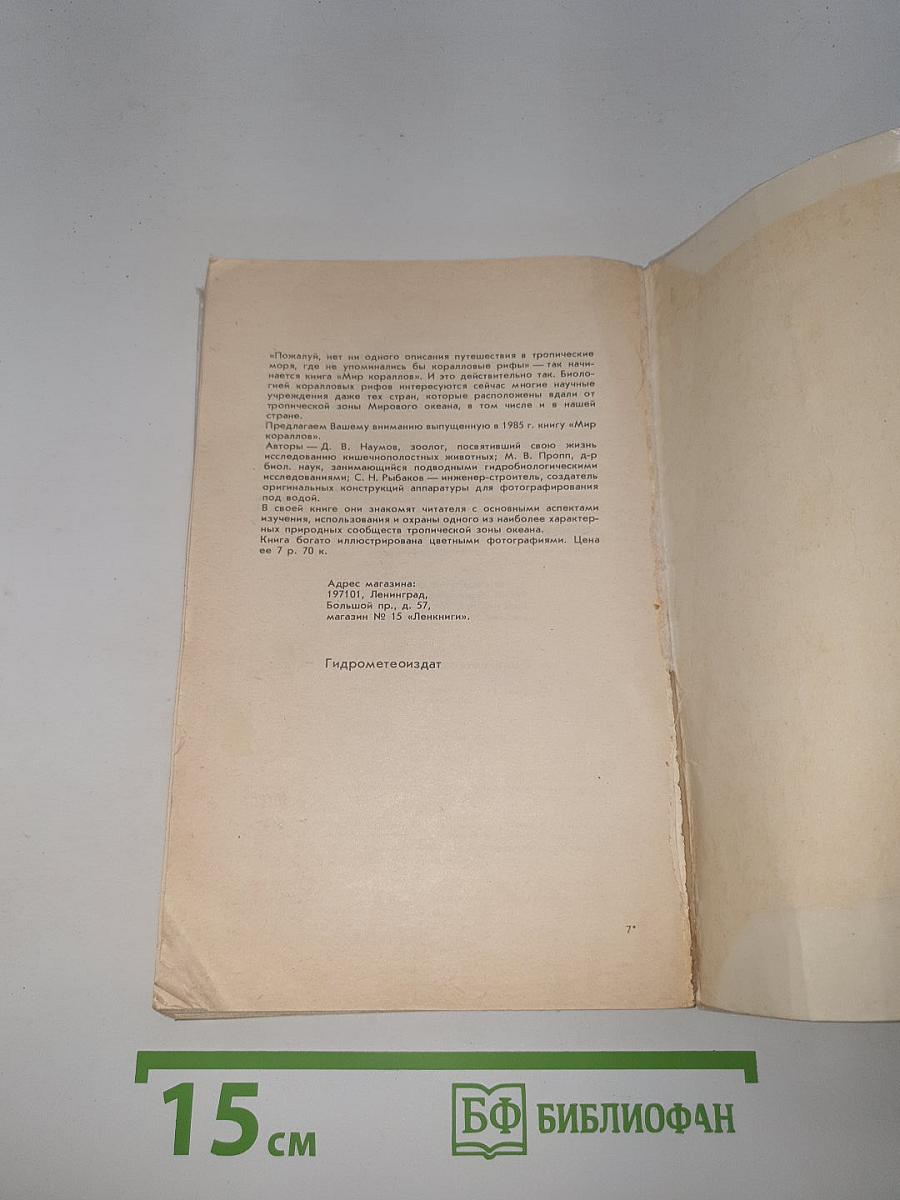 «Пожалуй, нет ни одного описания путешествия в тропические
моря, где не упоминались бы коралловые рифы» — так начи-
нается книга «Мир кораллов». И это действительно так. Биоло-
гией коралловых рифов интересуются сейчас многие научные
учреждения даже тех стран, которые расположены вдали от
тропической зоны Мирового океана, в том числе и в нашей
стране.
Предлагаем Вашему вниманию выпущенную в 1985 г. книгу «Мир
кораллов».
Авторы — Д. В. Наумов, зоолог, посвятивший свою жизнь
исследованию кишечнополостных животных; М. В. Пропп, д-р
биол. наук, занимающийся подводными гидробиологическими
исследованиями; С. Н. Рыбаков — инженер-строитель, создатель
оригинальных конструкций аппаратуры для фотографирования
под водой.
В своей книге они знакомят читателя с основными аспектами
изучения, использования и охраны одного из наиболее характер-
ных природных сообществ тропической зоны океана.
Книга богато иллюстрирована цветными фотографиями. Цена
ее 7 р. 70 к.
Адрес магазина:
197101, Ленинград,
Большой пр., д. 57,
магазин № 15 «Ленкниги».
Гидрометеоиздат
7*
15 см
БФ БИБЛИОФАН